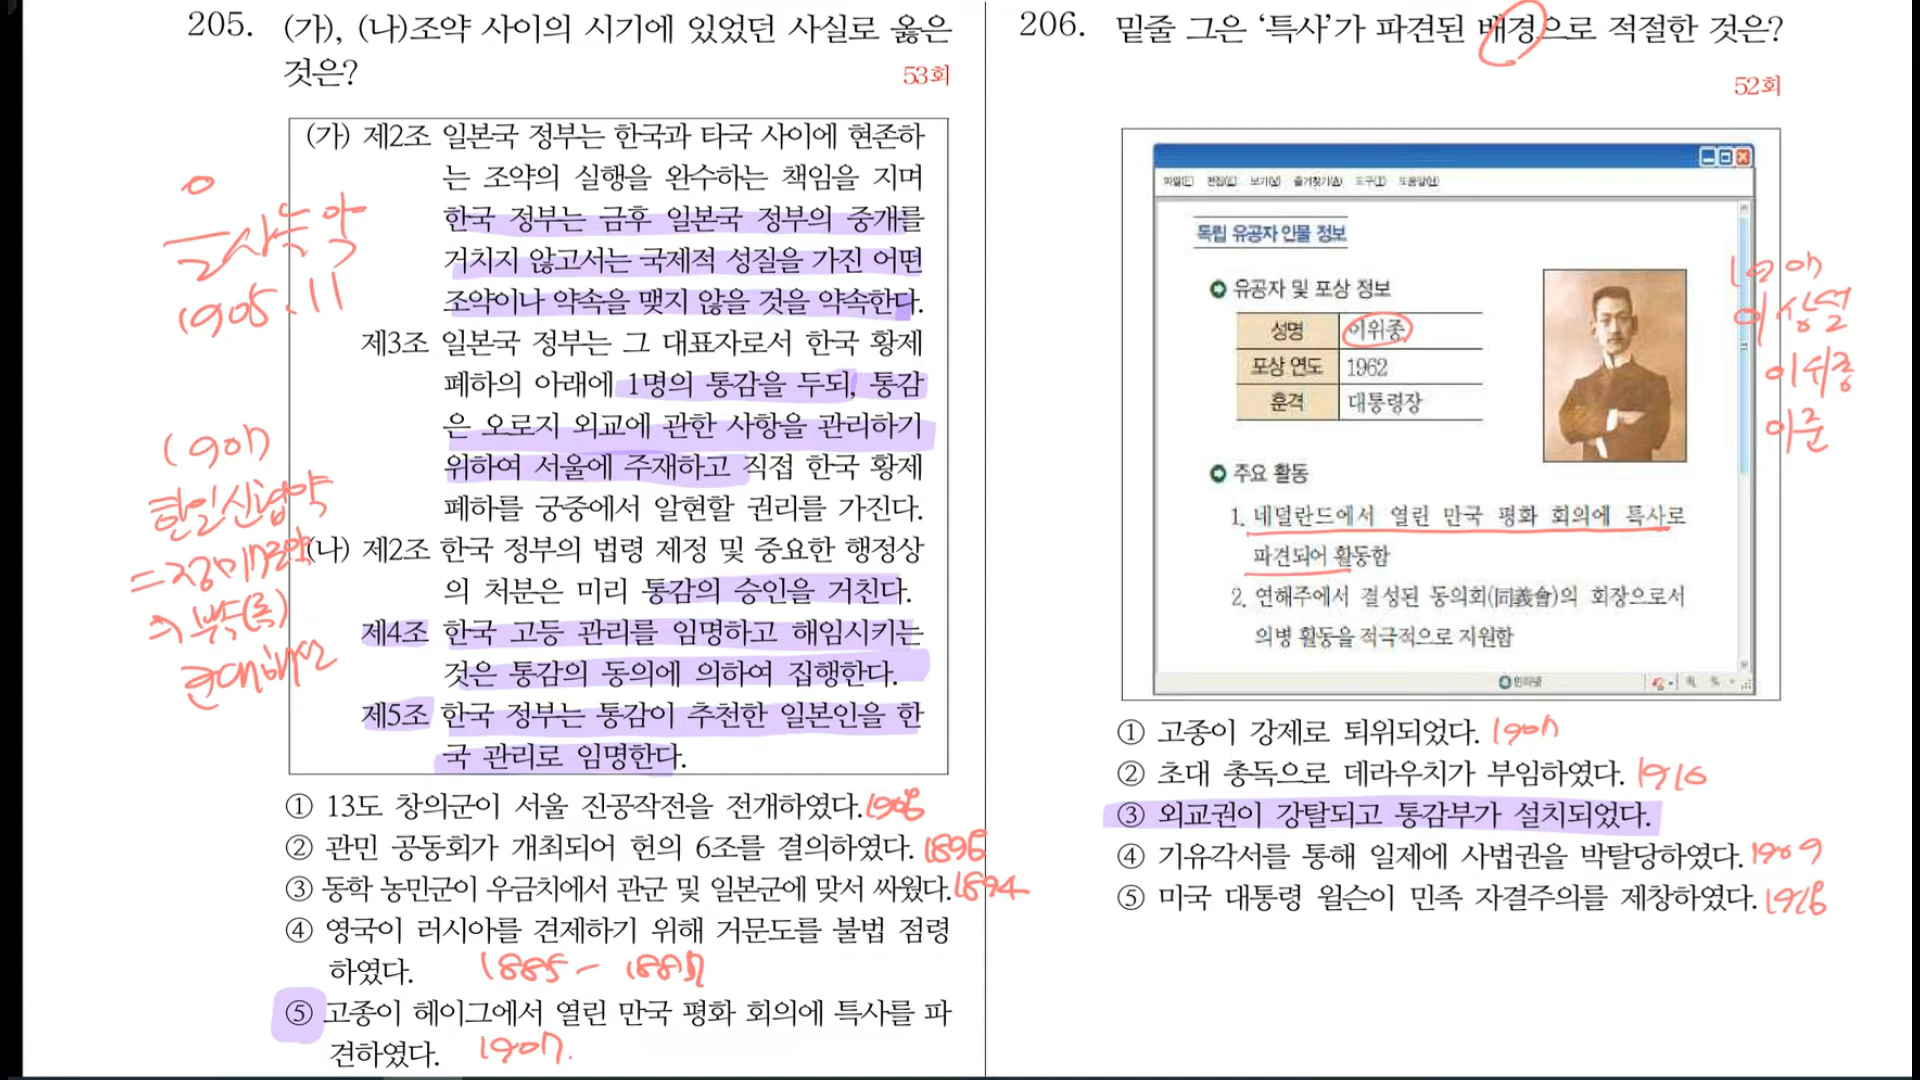 205. (가), (나)조약 사이의 시기에 있었던 사실로 옳은
것은?
53회
(가) 제2조 일본국 정부는 한국과 타국 사이에 현존하
는 조약의 실행을 완수하는 책임을 지며
한국 정부는 금후 일본국 정부의 중개를
거치지 않고서는 국제적 성질을 가진 어떤
조약이나 약속을 맺지 않을 것을 약속한다.
제3조 일본국 정부는 그 대표자로서 한국 황제
폐하의 아래에 1명의 통감을 두되, 통감
은 오로지 외교에 관한 사항을 관리하기
위하여 서울에 주재하고 직접 한국 황제
폐하를 궁중에서 알현할 권리를 가진다.
(나) 제2조 한국 정부의 법령 제정 및 중요한 행정상
의 처분은 미리 통감의 승인을 거친다.
제4조 한국 고등 관리를 임명하고 해임시키는
것은 통감의 동의에 의하여 집행한다.
제5조 한국 정부는 통감이 추천한 일본인을 한
국 관리로 임명한다.
을사늑약
1905.11
1907
한일신협약
=정미7조약
부수(록)
군대해산
① 13도 창의군이 서울 진공작전을 전개하였다. 1908
② 관민 공동회가 개최되어 헌의 6조를 결의하였다. 1898
③ 동학 농민군이 우금치에서 관군 및 일본군에 맞서 싸웠다. 1894
④ 영국이 러시아를 견제하기 위해 거문도를 불법 점령
하였다. 1885 - 1887
⑤ 고종이 헤이그에서 열린 만국 평화 회의에 특사를 파
견하였다. 1907.
206. 밑줄 그은 ‘특사’가 파견된 배경으로 적절한 것은?
52회
파일(F) 편집(E) 보기(V) 즐겨찾기(A) 도구(T) 도움말(H)
독립 유공자 인물 정보
유공자 및 포상 정보
성명 이위종
포상 연도 1962
훈격 대통령장
주요 활동
1. 네덜란드에서 열린 만국 평화 회의에 특사로
파견되어 활동함
2. 연해주에서 결성된 동의회(同義會)의 회장으로서
의병 활동을 적극적으로 지원함
인터넷
1907
이상설
이위종
이준
① 고종이 강제로 퇴위되었다. 1907
② 초대 총독으로 데라우치가 부임하였다. 1910
③ 외교권이 강탈되고 통감부가 설치되었다.
④ 기유각서를 통해 일제에 사법권을 박탈당하였다. 1909
⑤ 미국 대통령 윌슨이 민족 자결주의를 제창하였다. 1918